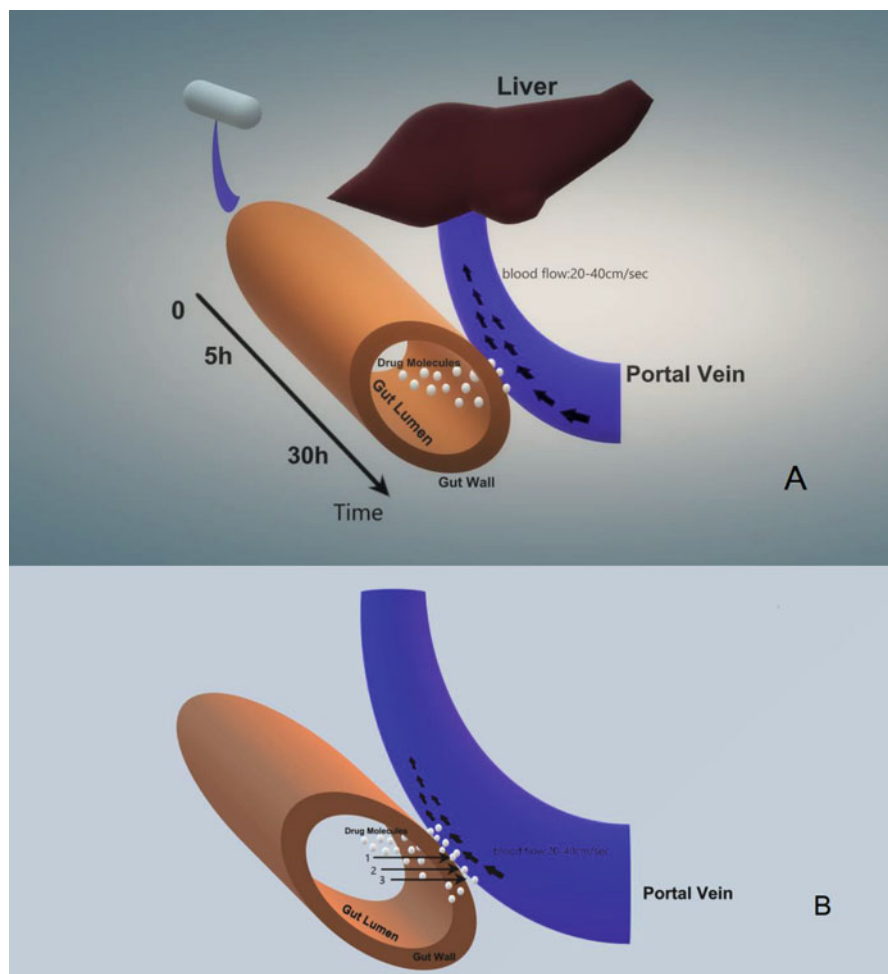 Liver
blood flow:20-40cm/sec
0
5h
Drug Molecules
Portal Vein
Gut Lumen
30h
Gut Wall
Time
A
Drug Molecules
1
blood flow:20-40cm/sec
2
3
Portal Vein
B
Gut Lumen
Gut Wall